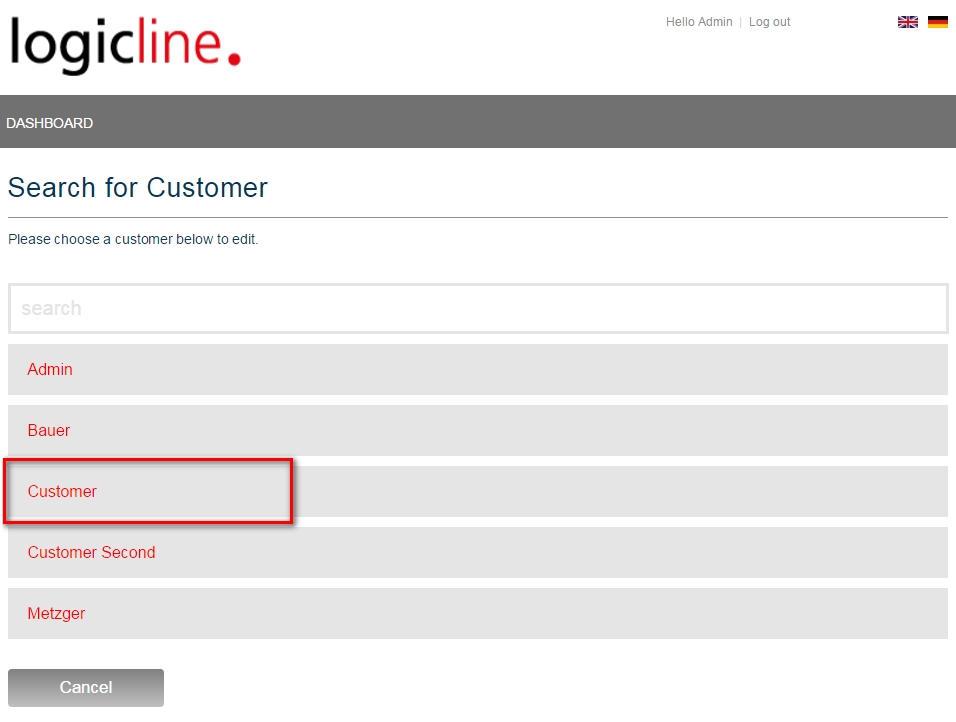 logicline.
Hello Admin | Log out
DASHBOARD
Search for Customer
Please choose a customer below to edit.
search
Admin
Bauer
Customer
Customer Second
Metzger
Cancel